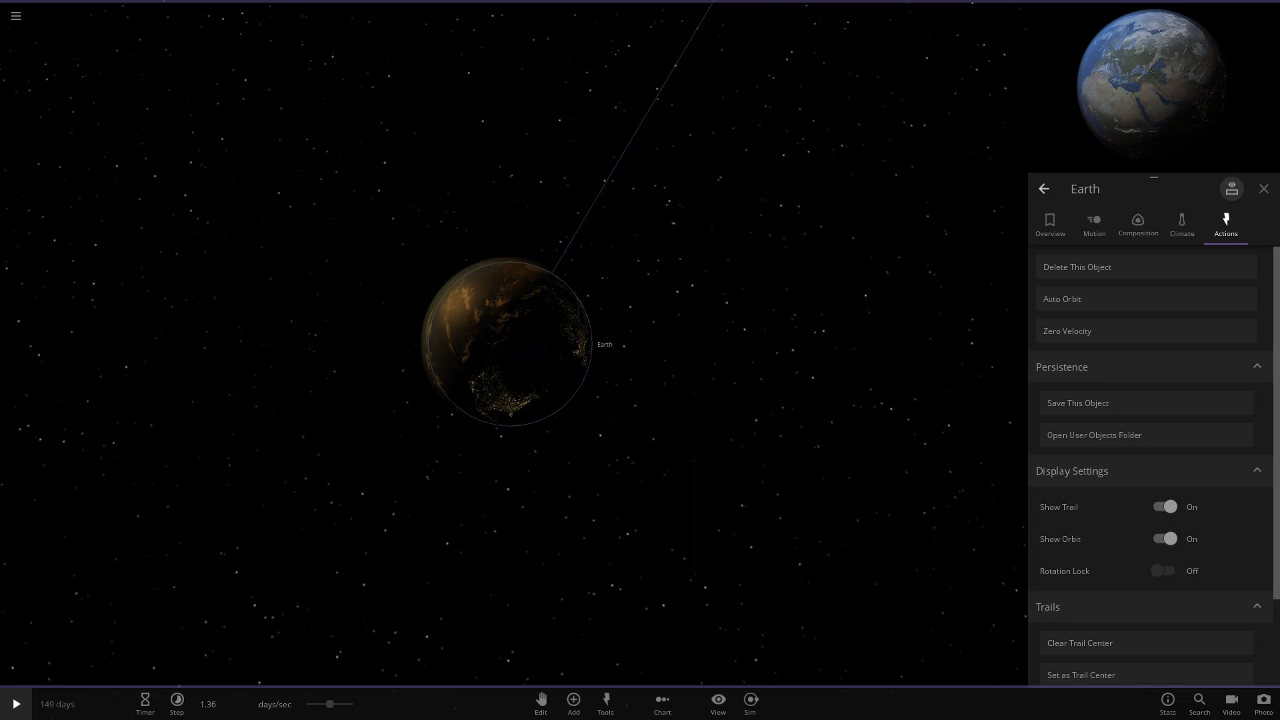 Earth
Earth
Overview
Motion
Composition
Climate
Actions
Delete This Object
Auto Orbit
Zero Velocity
Persistence
Save This Object
Open User Objects Folder
Display Settings
Show Trail On
Show Orbit On
Rotation Lock Off
Trails
Clear Trail Center
Set as Trail Center
149 days
Timer
Step
1.36 days/sec
Edit
Add
Tools
Chart
View
Sim
Stats
Search
Video
Photo